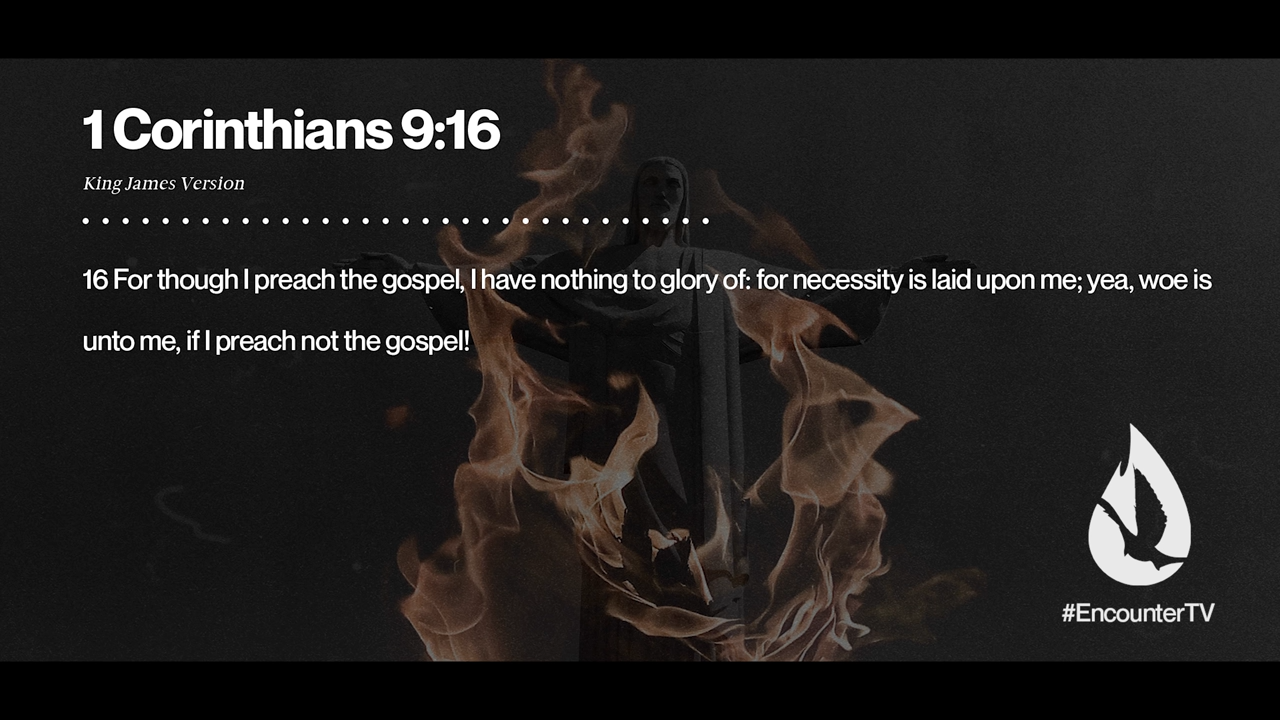 1 Corinthians 9:16
King James Version
16 For though I preach the gospel, I have nothing to glory of: for necessity is laid upon me; yea, woe is
unto me, if I preach not the gospel!
#EncounterTV